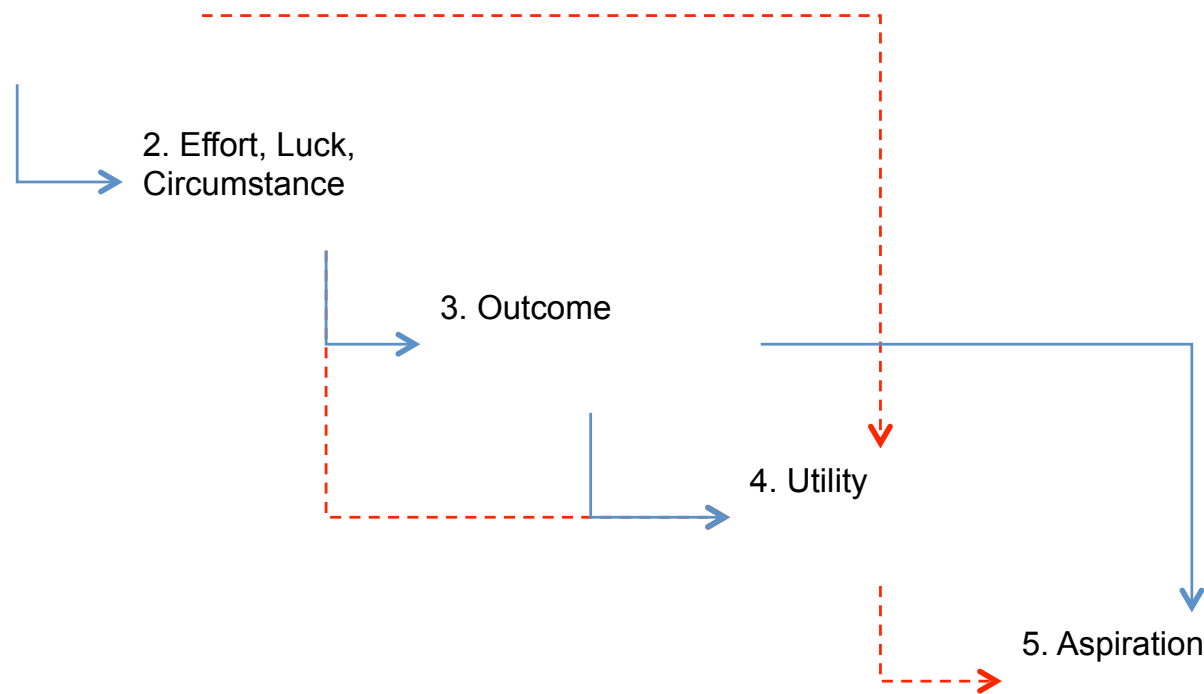 2. Effort, Luck,
Circumstance
3. Outcome
4. Utility
5. Aspiration